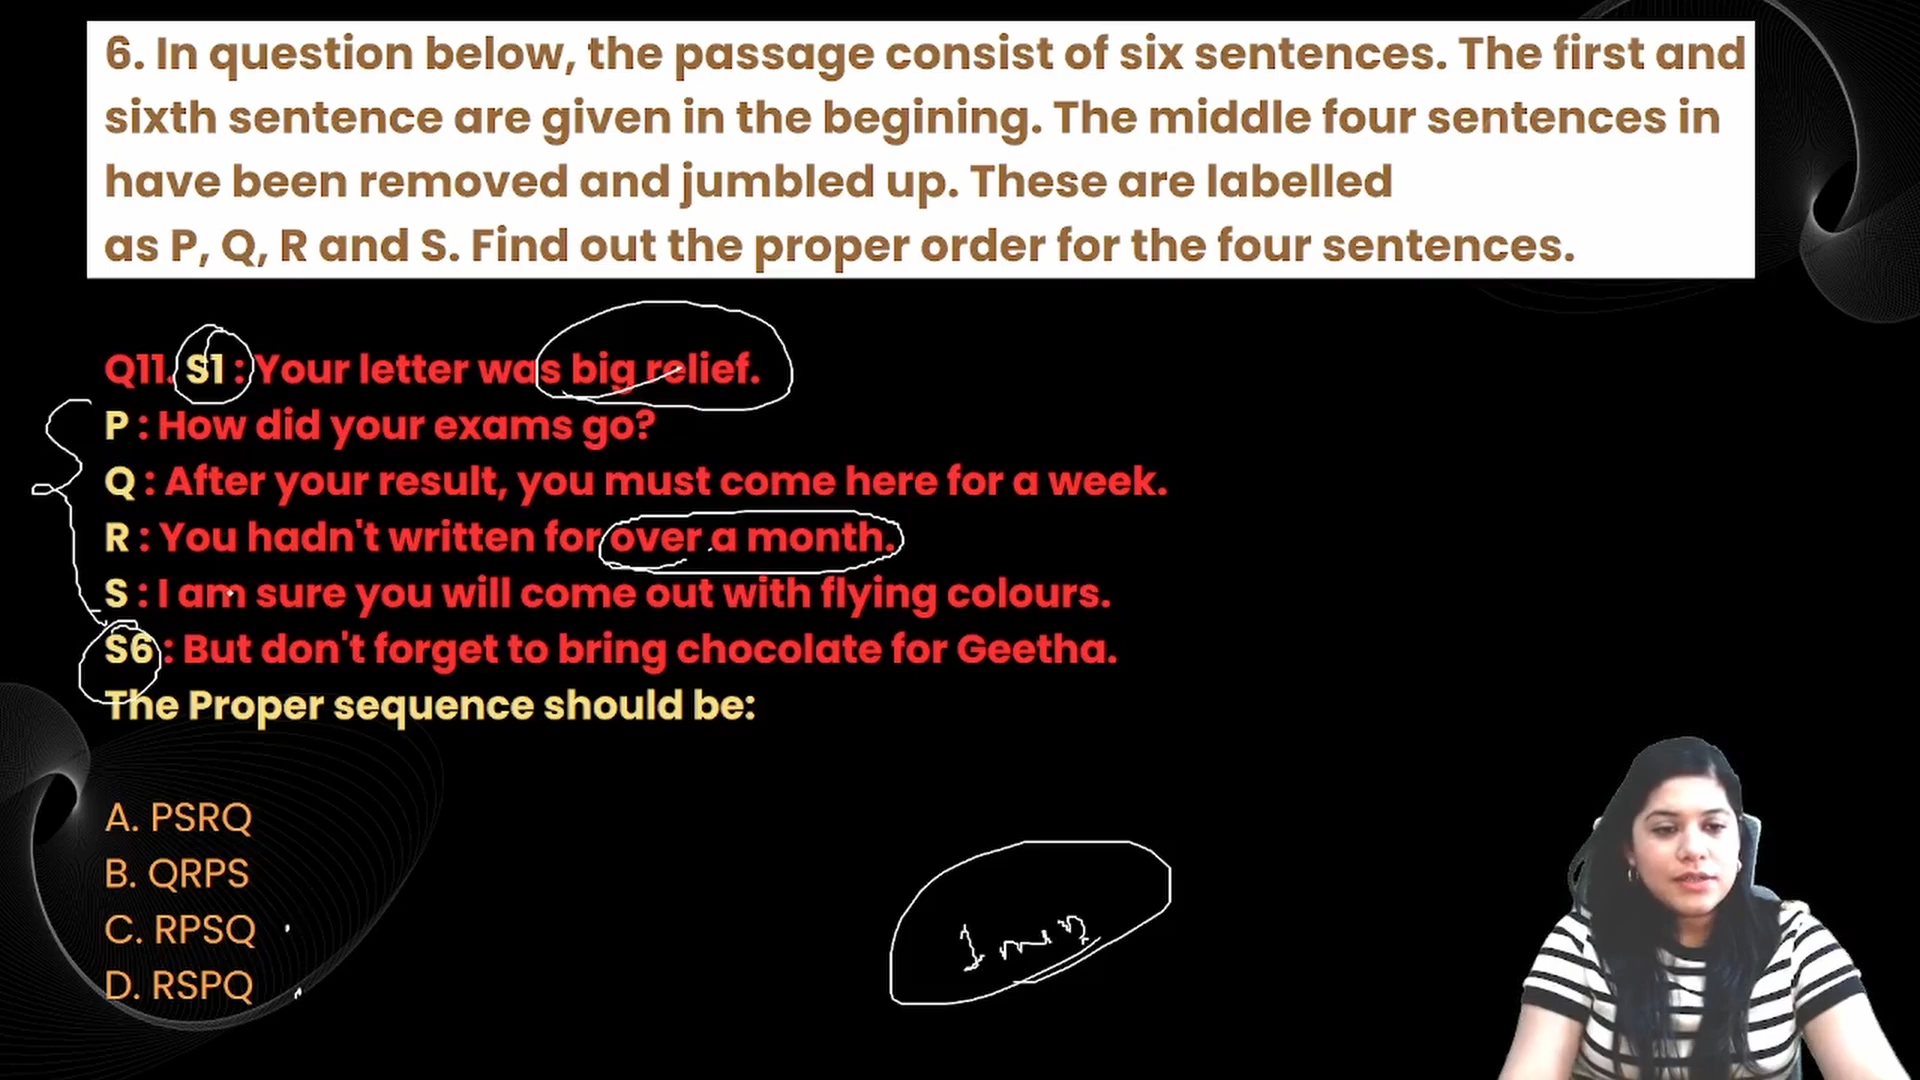 6. In question below, the passage consist of six sentences. The first and
sixth sentence are given in the begining. The middle four sentences in
have been removed and jumbled up. These are labelled
as P, Q, R and S. Find out the proper order for the four sentences.
Q11. S1 : Your letter was big relief.
P : How did your exams go?
Q : After your result, you must come here for a week.
R : You hadn't written for over a month.
S : I am sure you will come out with flying colours.
S6 : But don't forget to bring chocolate for Geetha.
The Proper sequence should be:
A. PSRQ
B. QRPS
C. RPSQ
D. RSPQ
1 min